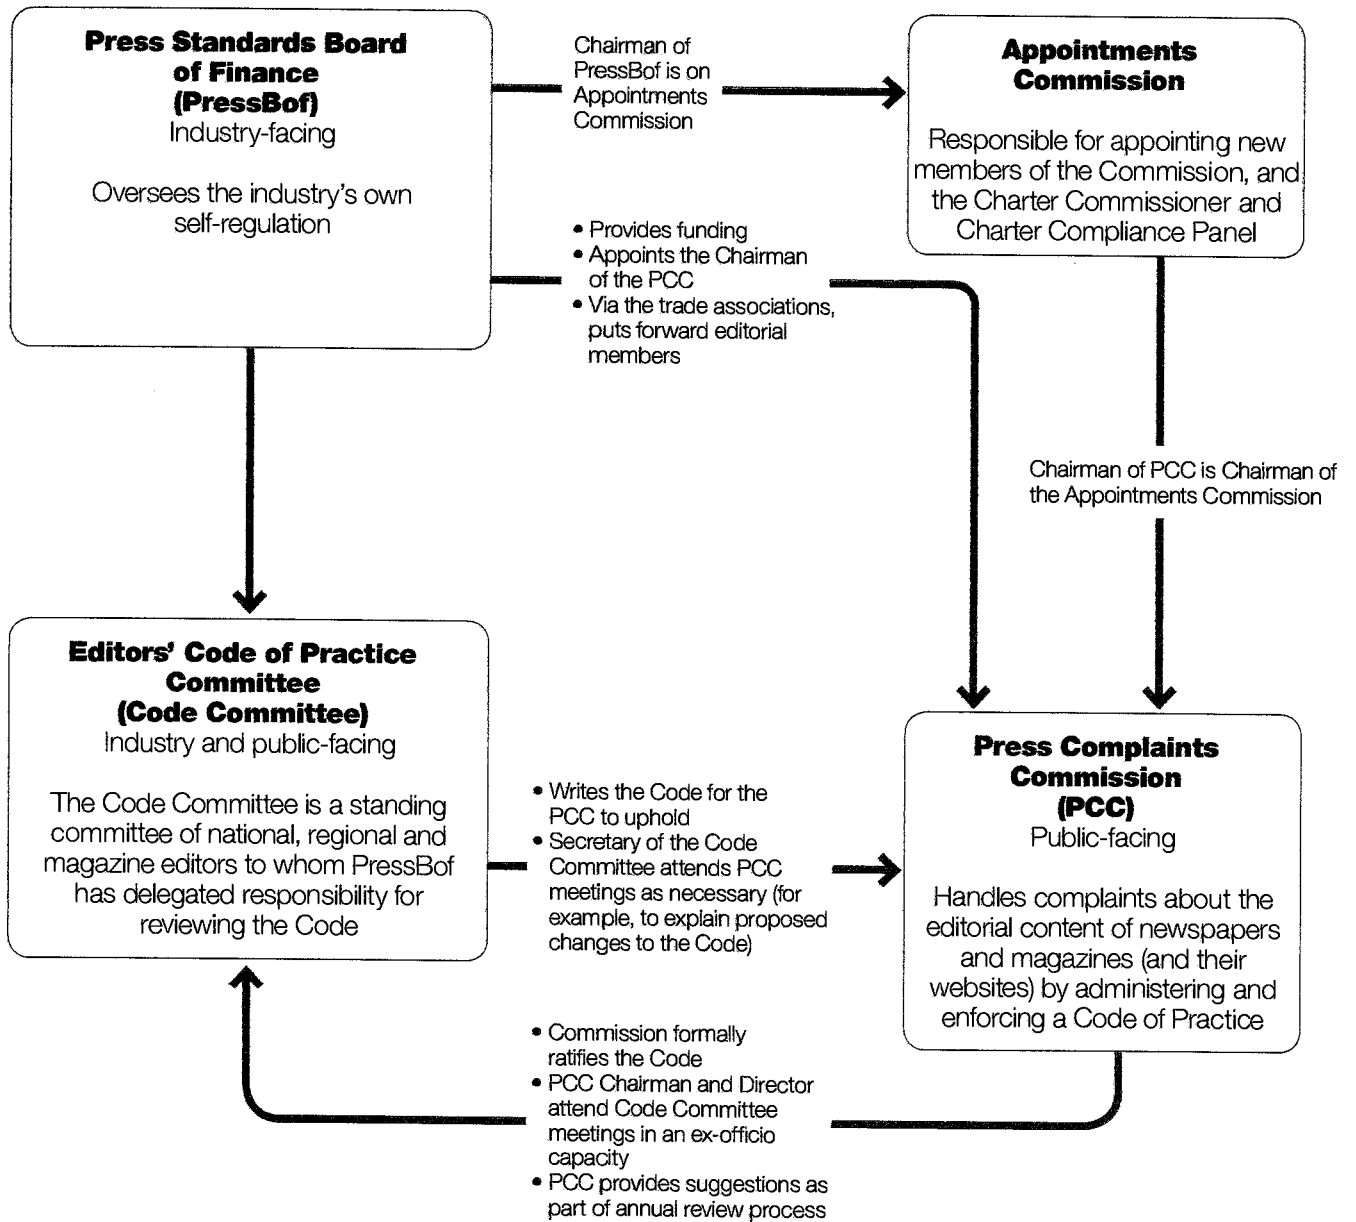 Press Standards Board
of Finance
(PressBof)
Industry-facing
Oversees the industry's own
self-regulation
Chairman of
PressBof is on
Appointments
Commission
Appointments
Commission
Responsible for appointing new
members of the Commission, and
the Charter Commissioner and
Charter Compliance Panel
• Provides funding
• Appoints the Chairman
of the PCC
• Via the trade associations,
puts forward editorial
members
Chairman of PCC is Chairman of
the Appointments Commission
Editors' Code of Practice
Committee
(Code Committee)
Industry and public-facing
The Code Committee is a standing
committee of national, regional and
magazine editors to whom PressBof
has delegated responsibility for
reviewing the Code
• Writes the Code for the
PCC to uphold
• Secretary of the Code
Committee attends PCC
meetings as necessary (for
example, to explain proposed
changes to the Code)
Press Complaints
Commission
(PCC)
Public-facing
Handles complaints about the
editorial content of newspapers
and magazines (and their
websites) by administering and
enforcing a Code of Practice
• Commission formally
ratifies the Code
• PCC Chairman and Director
attend Code Committee
meetings in an ex-officio
capacity
• PCC provides suggestions as
part of annual review process